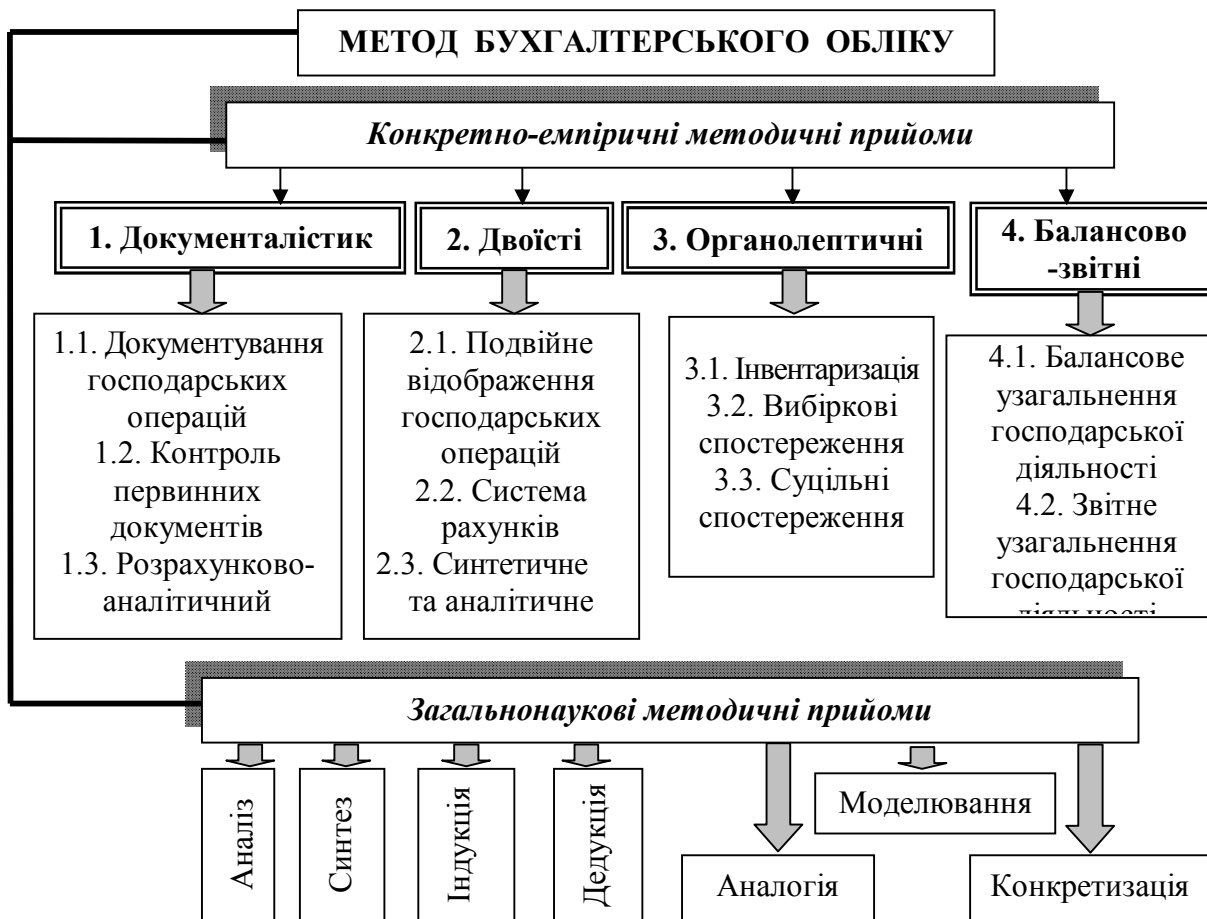 МЕТОД БУХГАЛТЕРСЬКОГО ОБЛІКУ
Конкретно-емпіричні методичні прийоми
1. Документалістик
2. Двоїсті
3. Органолептичні
4. Балансово
-звітні
1.1. Документування
господарських
операцій
1.2. Контроль
первинних
документів
1.3. Розрахунково-
аналітичний
2.1. Подвійне
відображення
господарських
операцій
2.2. Система
рахунків
2.3. Синтетичне
та аналітичне
3.1. Інвентаризація
3.2. Вибіркові
спостереження
3.3. Суцільні
спостереження
4.1. Балансове
узагальнення
господарської
діяльності
4.2. Звітне
узагальнення
господарської
діяльності
Загальнонаукові методичні прийоми
Аналіз
Синтез
Індукція
Дедукція
Аналогія
Моделювання
Конкретизація